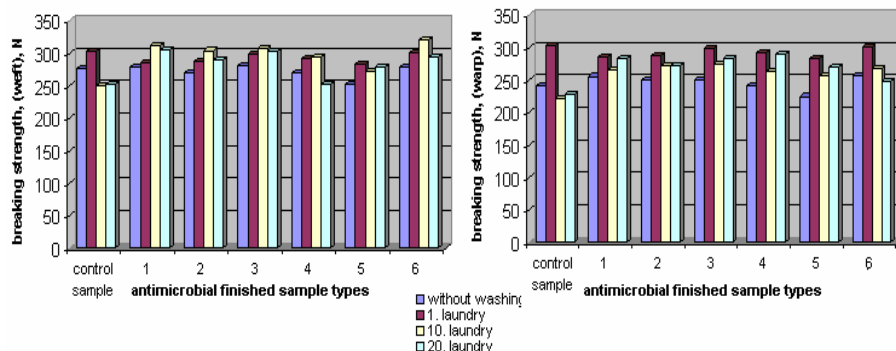 breaking strength, (weft), N
350
300
250
200
150
100
50
0
control sample
1
2
3
4
5
6
antimicrobial finished sample types
breaking strength, (warp), N
350
300
250
200
150
100
50
0
control sample
1
2
3
4
5
6
antimicrobial finished sample types
without washing
1. laundry
10. laundry
20. laundry